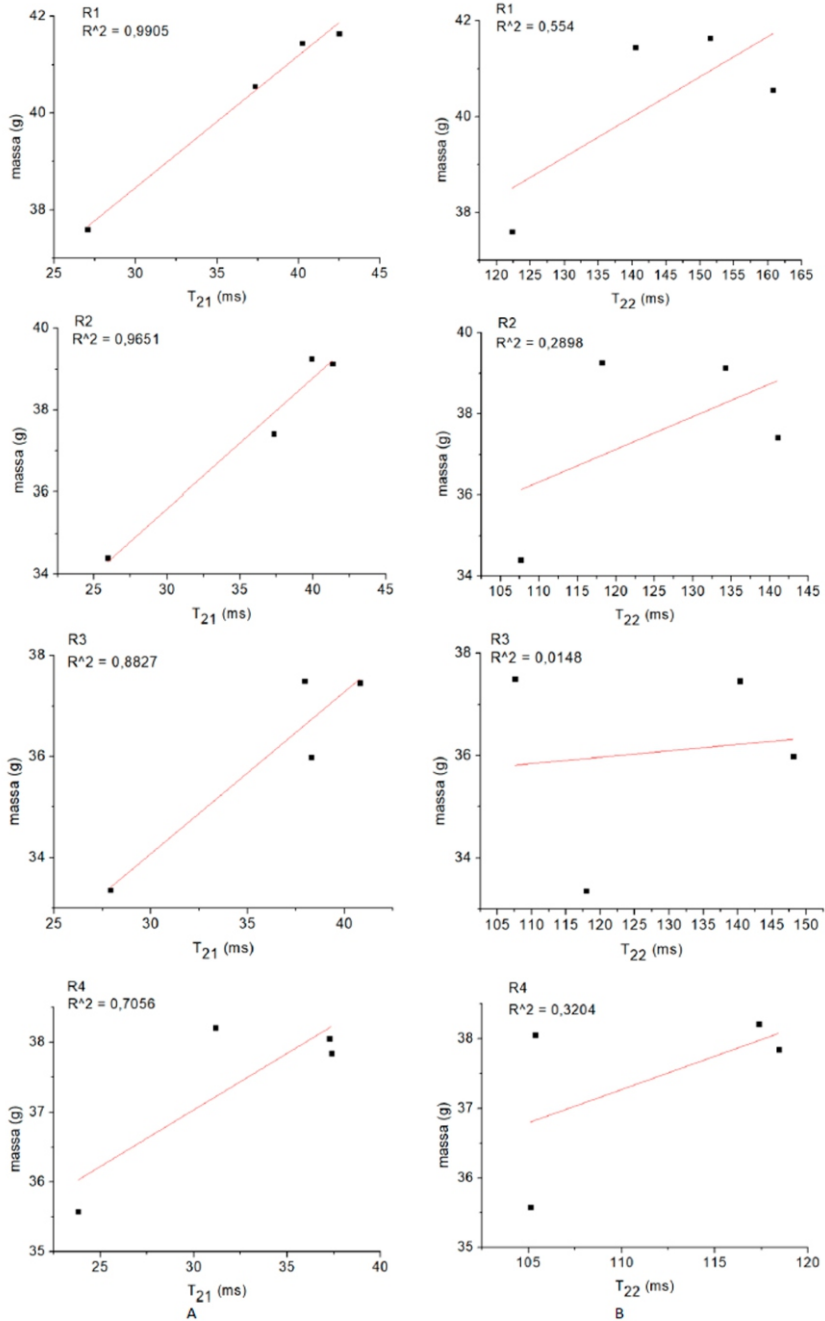 R1
R^2 = 0,9905
42
40
38
massa (g)
25 30 35 40 45
T21 (ms)
R1
R^2 = 0,554
42
40
38
massa (g)
120 125 130 135 140 145 150 155 160 165
T22 (ms)
R2
R^2 = 0,9651
40
38
36
34
massa (g)
25 30 35 40 45
T21 (ms)
R2
R^2 = 0,2898
40
38
36
34
massa (g)
105 110 115 120 125 130 135 140 145
T22 (ms)
R3
R^2 = 0,8827
38
36
33
massa (g)
25 30 35 40
T21 (ms)
R3
R^2 = 0,0148
38
36
33
massa (g)
105 110 115 120 125 130 135 140 145 150
T22 (ms)
R4
R^2 = 0,7056
38
37
36
35
massa (g)
25 30 35 40
T21 (ms)
A
R4
R^2 = 0,3204
38
37
36
35
massa (g)
105 110 115 120
T22 (ms)
B